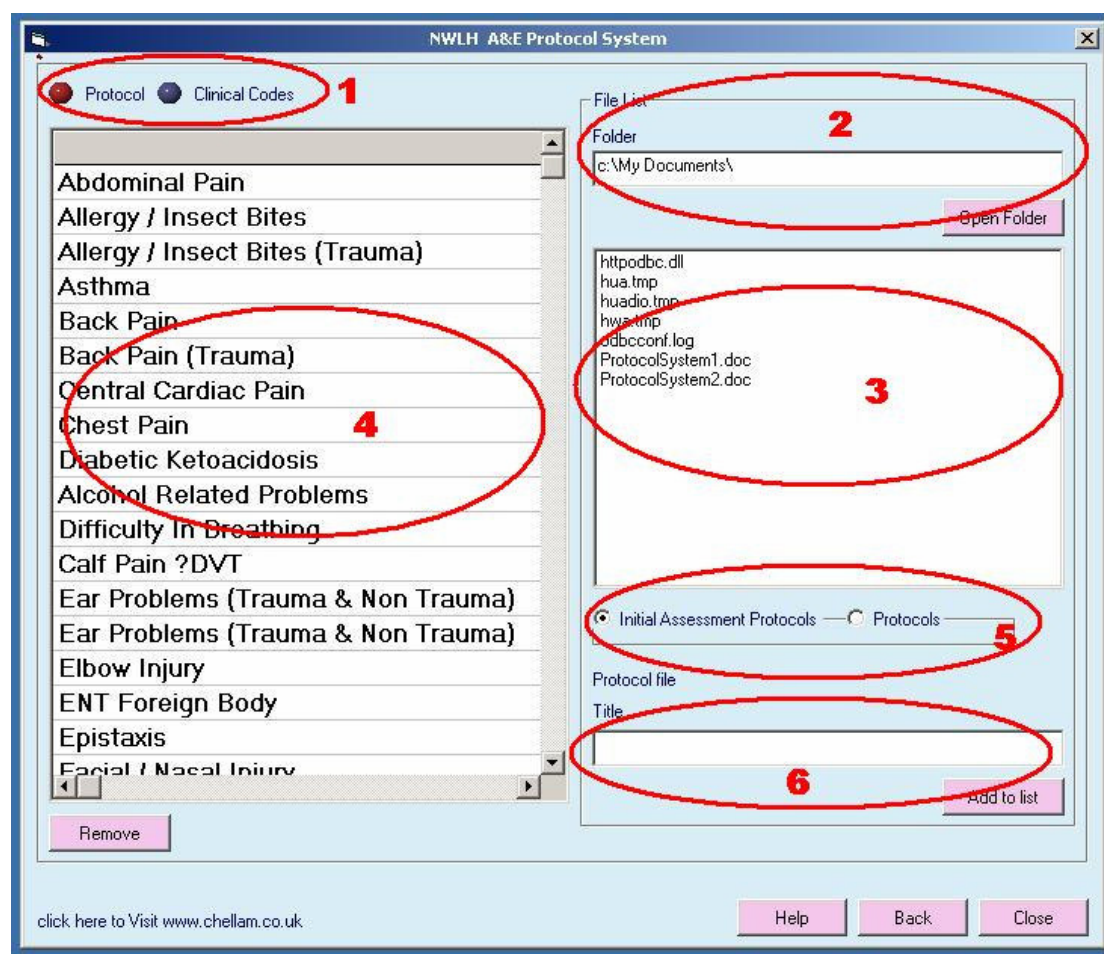 NWLH A&E Protocol System
Protocol Clinical Codes
1
Abdominal Pain
Allergy / Insect Bites
Allergy / Insect Bites (Trauma)
Asthma
Back Pain
Back Pain (Trauma)
Central Cardiac Pain
Chest Pain
Diabetic Ketoacidosis
Alcohol Related Problems
Difficulty In Breathing
Calf Pain ?DVT
Ear Problems (Trauma & Non Trauma)
Ear Problems (Trauma & Non Trauma)
Elbow Injury
ENT Foreign Body
Epistaxis
Facial / Nasal Injury
4
Remove
File List
2
Folder
c:\My Documents\
Open Folder
httpodbc.dll
hua.tmp
huadio.tmp
hwa.tmp
odbcconf.log
ProtocolSystem1.doc
ProtocolSystem2.doc
3
Initial Assessment Protocols Protocols
5
Protocol file
Title
6
Add to list
click here to Visit www.chellam.co.uk
Help Back Close